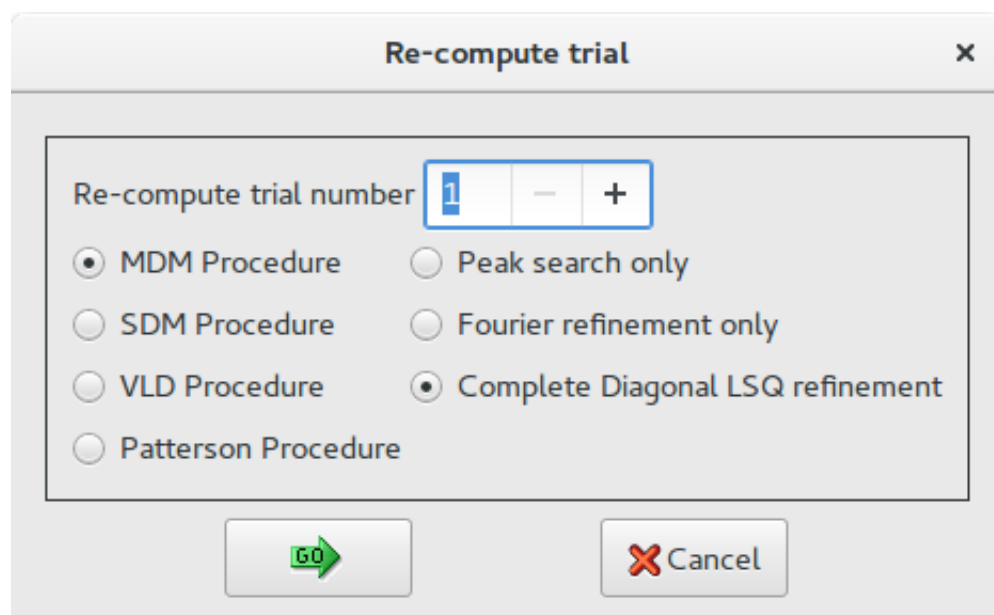 Re-compute trial ×
Re-compute trial number 1 − +
MDM Procedure Peak search only
SDM Procedure Fourier refinement only
VLD Procedure Complete Diagonal LSQ refinement
Patterson Procedure
GO Cancel